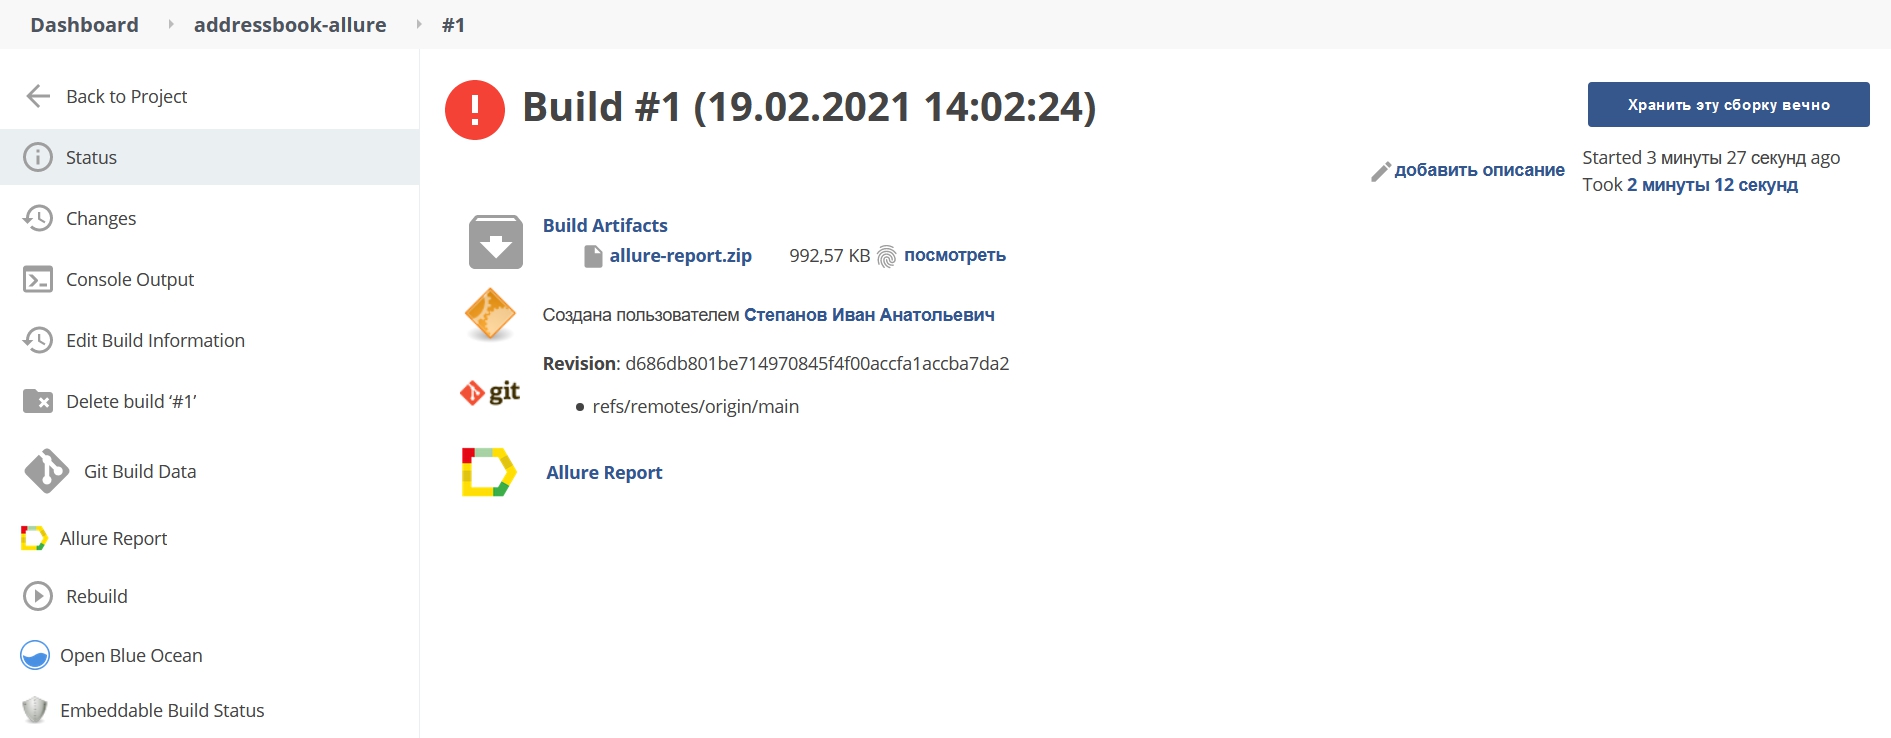 Dashboard addressbook-allure #1
Back to Project
Status
Changes
Console Output
Edit Build Information
Delete build ‘#1’
Git Build Data
Allure Report
Rebuild
Open Blue Ocean
Embeddable Build Status
Build #1 (19.02.2021 14:02:24)
Хранить эту сборку вечно
добавить описание
Started 3 минуты 27 секунд ago
Took 2 минуты 12 секунд
Build Artifacts
allure-report.zip 992,57 KB посмотреть
Создана пользователем Степанов Иван Анатольевич
Revision: d686db801be714970845f4f00accfa1accba7da2
git
refs/remotes/origin/main
Allure Report